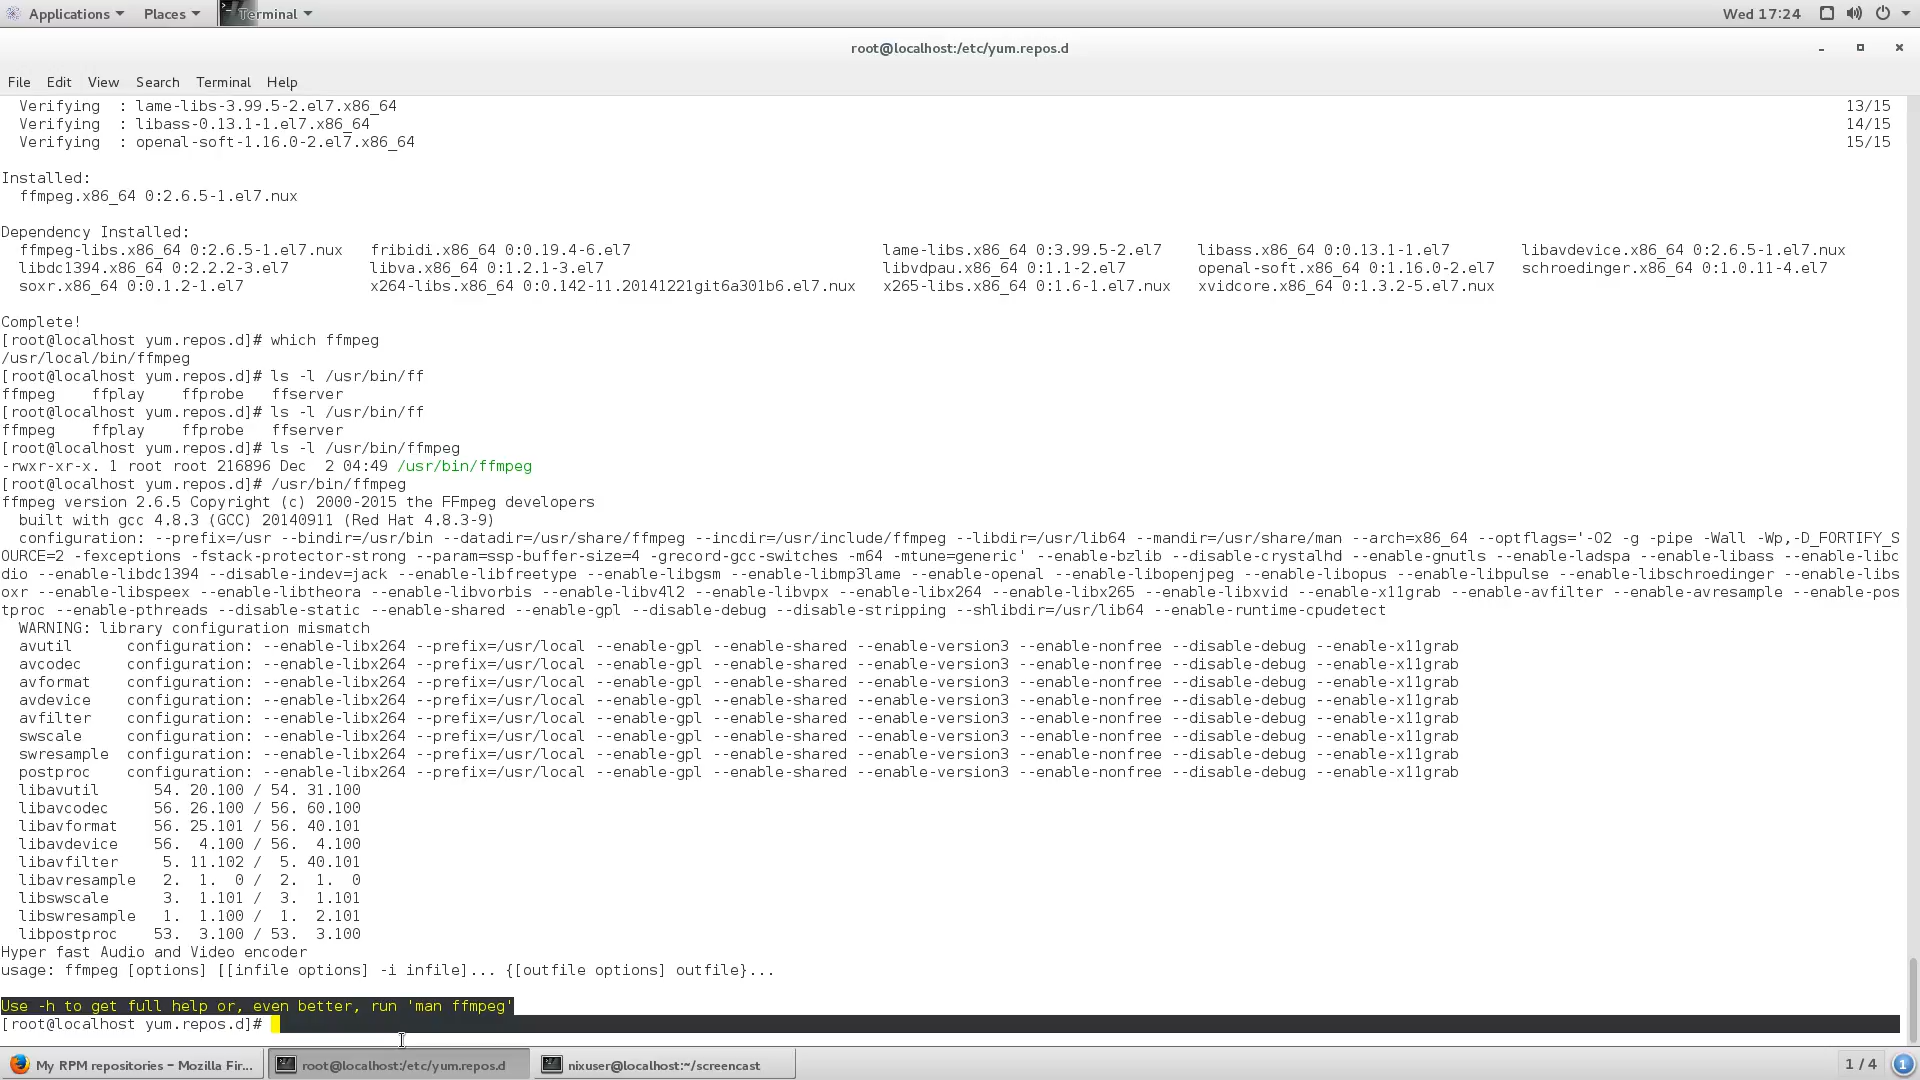 Applications Places Terminal Wed 17:24
root@localhost:/etc/yum.repos.d
File Edit View Search Terminal Help
  Verifying  : lame-libs-3.99.5-2.el7.x86_64 13/15
  Verifying  : libass-0.13.1-1.el7.x86_64 14/15
  Verifying  : openal-soft-1.16.0-2.el7.x86_64 15/15
Installed:
  ffmpeg.x86_64 0:2.6.5-1.el7.nux
Dependency Installed:
  ffmpeg-libs.x86_64 0:2.6.5-1.el7.nux   fribidi.x86_64 0:0.19.4-6.el7   lame-libs.x86_64 0:3.99.5-2.el7   libass.x86_64 0:0.13.1-1.el7   libavdevice.x86_64 0:2.6.5-1.el7.nux
  libdc1394.x86_64 0:2.2.2-3.el7   libva.x86_64 0:1.2.1-3.el7   libvdpau.x86_64 0:1.1-2.el7   openal-soft.x86_64 0:1.16.0-2.el7   schroedinger.x86_64 0:1.0.11-4.el7
  soxr.x86_64 0:0.1.2-1.el7   x264-libs.x86_64 0:0.142-11.20141221git6a301b6.el7.nux   x265-libs.x86_64 0:1.6-1.el7.nux   xvidcore.x86_64 0:1.3.2-5.el7.nux
Complete!
[root@localhost yum.repos.d]# which ffmpeg
/usr/local/bin/ffmpeg
[root@localhost yum.repos.d]# ls -l /usr/bin/ff
ffmpeg    ffplay    ffprobe   ffserver
[root@localhost yum.repos.d]# ls -l /usr/bin/ff
ffmpeg    ffplay    ffprobe   ffserver
[root@localhost yum.repos.d]# ls -l /usr/bin/ffmpeg
-rwxr-xr-x. 1 root root 216896 Dec  2 04:49 /usr/bin/ffmpeg
[root@localhost yum.repos.d]# /usr/bin/ffmpeg
ffmpeg version 2.6.5 Copyright (c) 2000-2015 the FFmpeg developers
  built with gcc 4.8.3 (GCC) 20140911 (Red Hat 4.8.3-9)
  configuration: --prefix=/usr --bindir=/usr/bin --datadir=/usr/share/ffmpeg --incdir=/usr/include/ffmpeg --libdir=/usr/lib64 --mandir=/usr/share/man --arch=x86_64 --optflags='-O2 -g -pipe -Wall -Wp,-D_FORTIFY_S
OURCE=2 -fexceptions -fstack-protector-strong --param=ssp-buffer-size=4 -grecord-gcc-switches -m64 -mtune=generic' --enable-bzlib --disable-crystalhd --enable-gnutls --enable-ladspa --enable-libass --enable-libc
dio --enable-libdc1394 --disable-indev=jack --enable-libfreetype --enable-libgsm --enable-libmp3lame --enable-openal --enable-libopenjpeg --enable-libopus --enable-libpulse --enable-libschroedinger --enable-libs
oxr --enable-libspeex --enable-libtheora --enable-libvorbis --enable-libv4l2 --enable-libvpx --enable-libx264 --enable-libx265 --enable-libxvid --enable-x11grab --enable-avfilter --enable-avresample --enable-pos
tproc --enable-pthreads --disable-static --enable-shared --enable-gpl --disable-debug --disable-stripping --shlibdir=/usr/lib64 --enable-runtime-cpudetect
  WARNING: library configuration mismatch
  avutil      configuration: --enable-libx264 --prefix=/usr/local --enable-gpl --enable-shared --enable-version3 --enable-nonfree --disable-debug --enable-x11grab
  avcodec     configuration: --enable-libx264 --prefix=/usr/local --enable-gpl --enable-shared --enable-version3 --enable-nonfree --disable-debug --enable-x11grab
  avformat    configuration: --enable-libx264 --prefix=/usr/local --enable-gpl --enable-shared --enable-version3 --enable-nonfree --disable-debug --enable-x11grab
  avdevice    configuration: --enable-libx264 --prefix=/usr/local --enable-gpl --enable-shared --enable-version3 --enable-nonfree --disable-debug --enable-x11grab
  avfilter    configuration: --enable-libx264 --prefix=/usr/local --enable-gpl --enable-shared --enable-version3 --enable-nonfree --disable-debug --enable-x11grab
  swscale     configuration: --enable-libx264 --prefix=/usr/local --enable-gpl --enable-shared --enable-version3 --enable-nonfree --disable-debug --enable-x11grab
  swresample  configuration: --enable-libx264 --prefix=/usr/local --enable-gpl --enable-shared --enable-version3 --enable-nonfree --disable-debug --enable-x11grab
  postproc    configuration: --enable-libx264 --prefix=/usr/local --enable-gpl --enable-shared --enable-version3 --enable-nonfree --disable-debug --enable-x11grab
  libavutil      54. 20.100 / 54. 31.100
  libavcodec     56. 26.100 / 56. 60.100
  libavformat    56. 25.101 / 56. 40.101
  libavdevice    56.  4.100 / 56.  4.100
  libavfilter     5. 11.102 /  5. 40.101
  libavresample   2.  1.  0 /  2.  1.  0
  libswscale      3.  1.101 /  3.  1.101
  libswresample   1.  1.100 /  1.  2.101
  libpostproc    53.  3.100 / 53.  3.100
Hyper fast Audio and Video encoder
usage: ffmpeg [options] [[infile options] -i infile]... {[outfile options] outfile}...
Use -h to get full help or, even better, run 'man ffmpeg'
[root@localhost yum.repos.d]#
My RPM repositories - Mozilla Fir... root@localhost:/etc/yum.repos.d nixuser@localhost:~/screencast 1 / 4 1